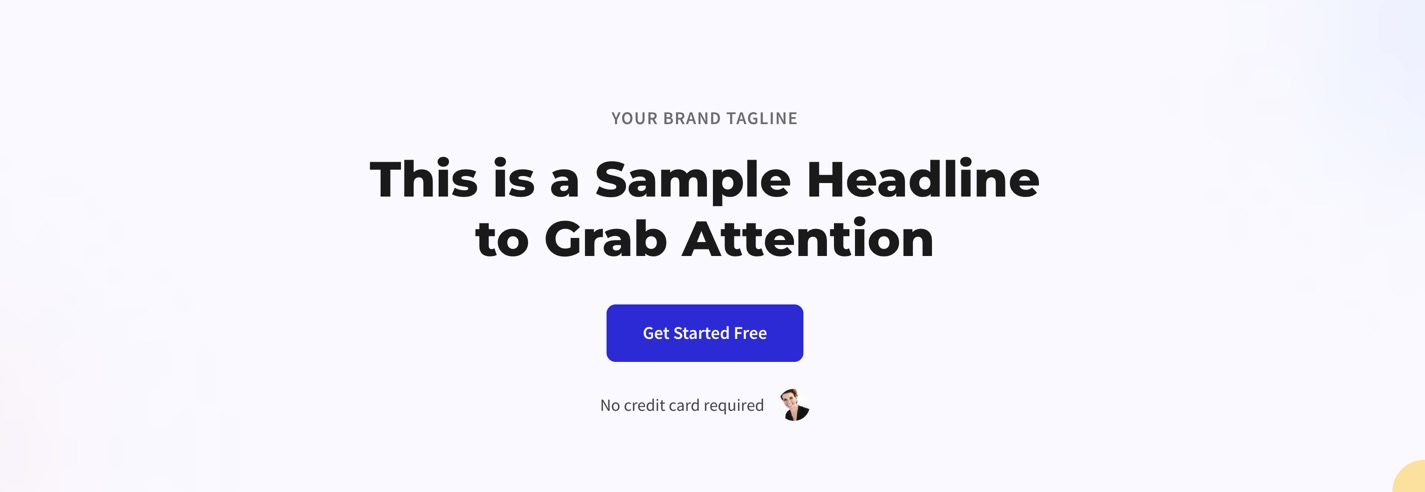 YOUR BRAND TAGLINE
This is a Sample Headline
to Grab Attention
Get Started Free
No credit card required